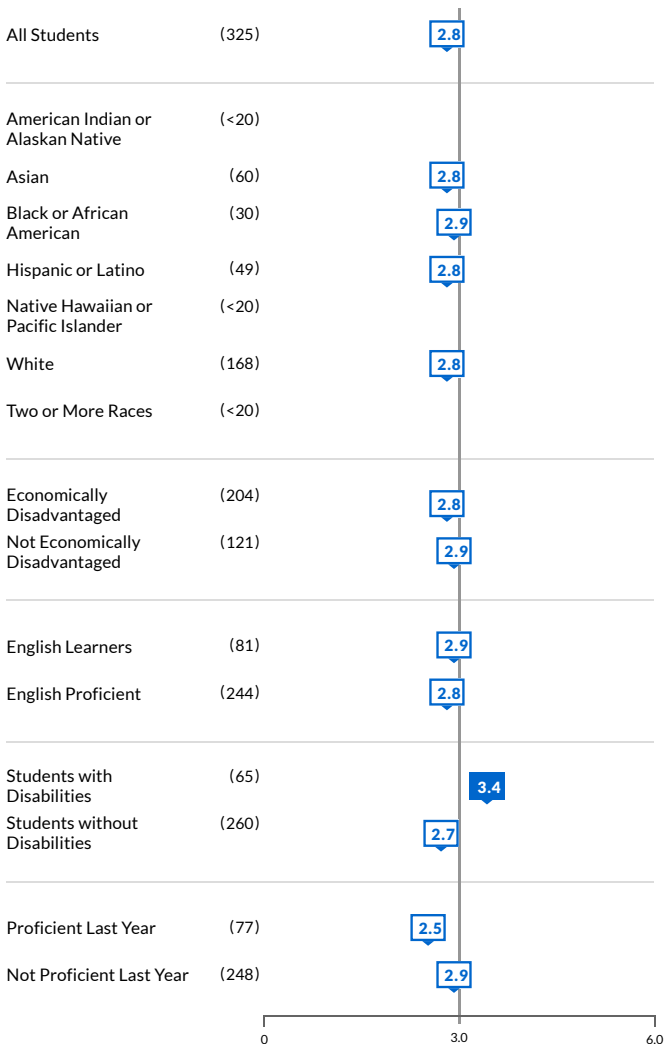 All Students (325) 2.8
American Indian or (<20)
Alaskan Native
Asian (60) 2.8
Black or African (30)
American 2.9
Hispanic or Latino (49) 2.8
Native Hawaiian or (<20)
Pacific Islander
White (168) 2.8
Two or More Races (<20)
Economically (204) 2.8
Disadvantaged
Not Economically (121) 2.9
Disadvantaged
English Learners (81) 2.9
English Proficient (244) 2.8
Students with (65) 3.4
Disabilities
Students without (260) 2.7
Disabilities
Proficient Last Year (77) 2.5
Not Proficient Last Year (248) 2.9
0 3.0 6.0